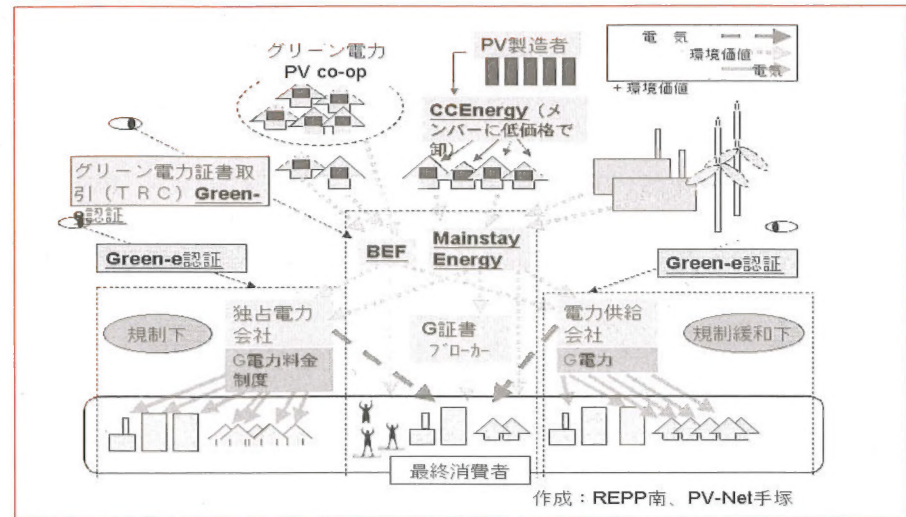 グリーン電力
PV co-op
PV製造者
電 気
環境価値
電気
+ 環境価値
CCEnergy(メ
ンバーに低価格で
卸)
グリーン電力証書取
引(TRC) Green-
e認証
Green-e認証
BEF
Mainstay
Energy
Green-e認証
規制下
独占電力
会社
G電力料金
制度
G証書
ブローカー
電力供給
会社
G電力
規制緩和下
最終消費者
作成:REPP南、PV-Net手塚